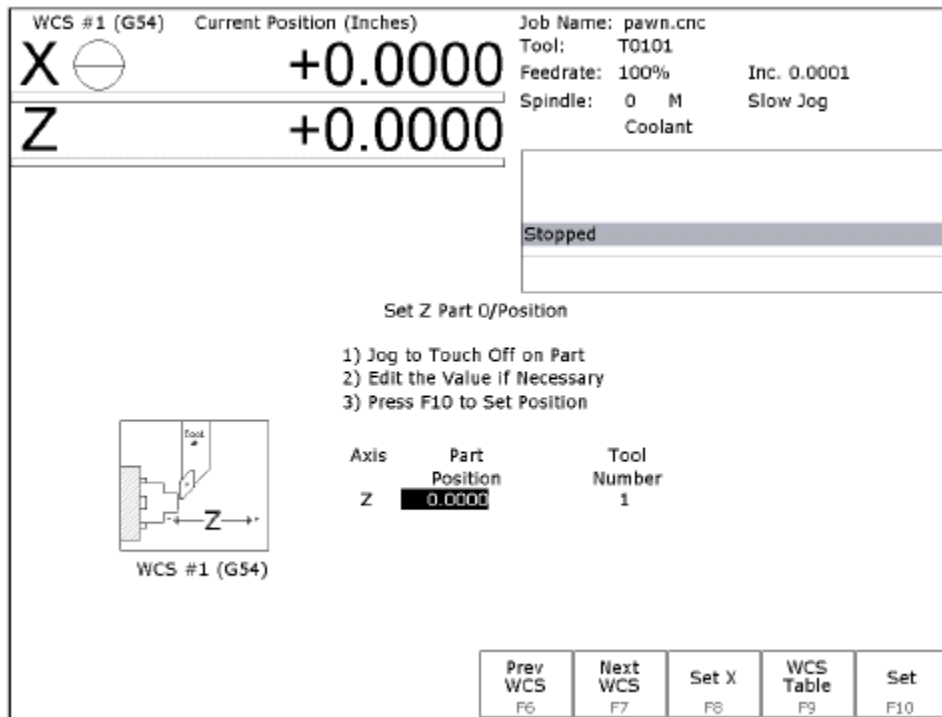 WCS #1 (G54) Current Position (Inches)
X +0.0000
Z +0.0000
Job Name: pawn.cnc
Tool: T0101
Feedrate: 100% Inc. 0.0001
Spindle: 0 M Slow Jog
Coolant
Stopped
Set Z Part 0/Position
1) Jog to Touch Off on Part
2) Edit the Value if Necessary
3) Press F10 to Set Position
Axis Part Tool
Position Number
Z 0.0000 1
Tool
Z
WCS #1 (G54)
Prev WCS F6
Next WCS F7
Set X F8
WCS Table F9
Set F10